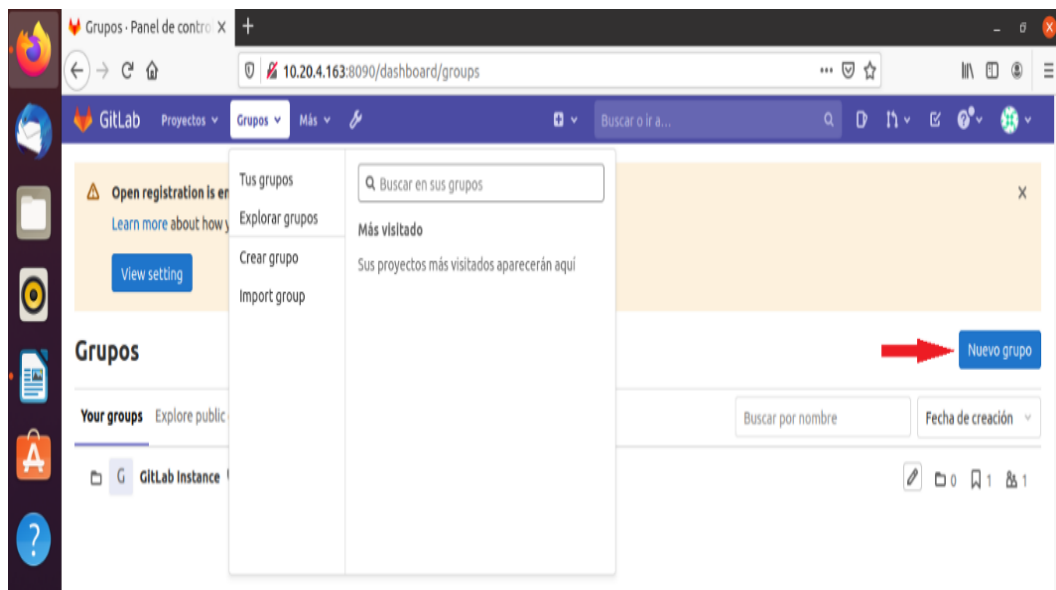 Grupos · Panel de contro
10.20.4.163:8090/dashboard/groups
GitLab Proyectos Grupos Más Buscar o ir a...
Open registration is en
Learn more about how y
View setting
Tus grupos
Explorar grupos
Crear grupo
Import group
Buscar en sus grupos
Más visitado
Sus proyectos más visitados aparecerán aquí
Grupos
Nuevo grupo
Your groups Explore public
Buscar por nombre Fecha de creación
G GitLab Instance 0 1 1